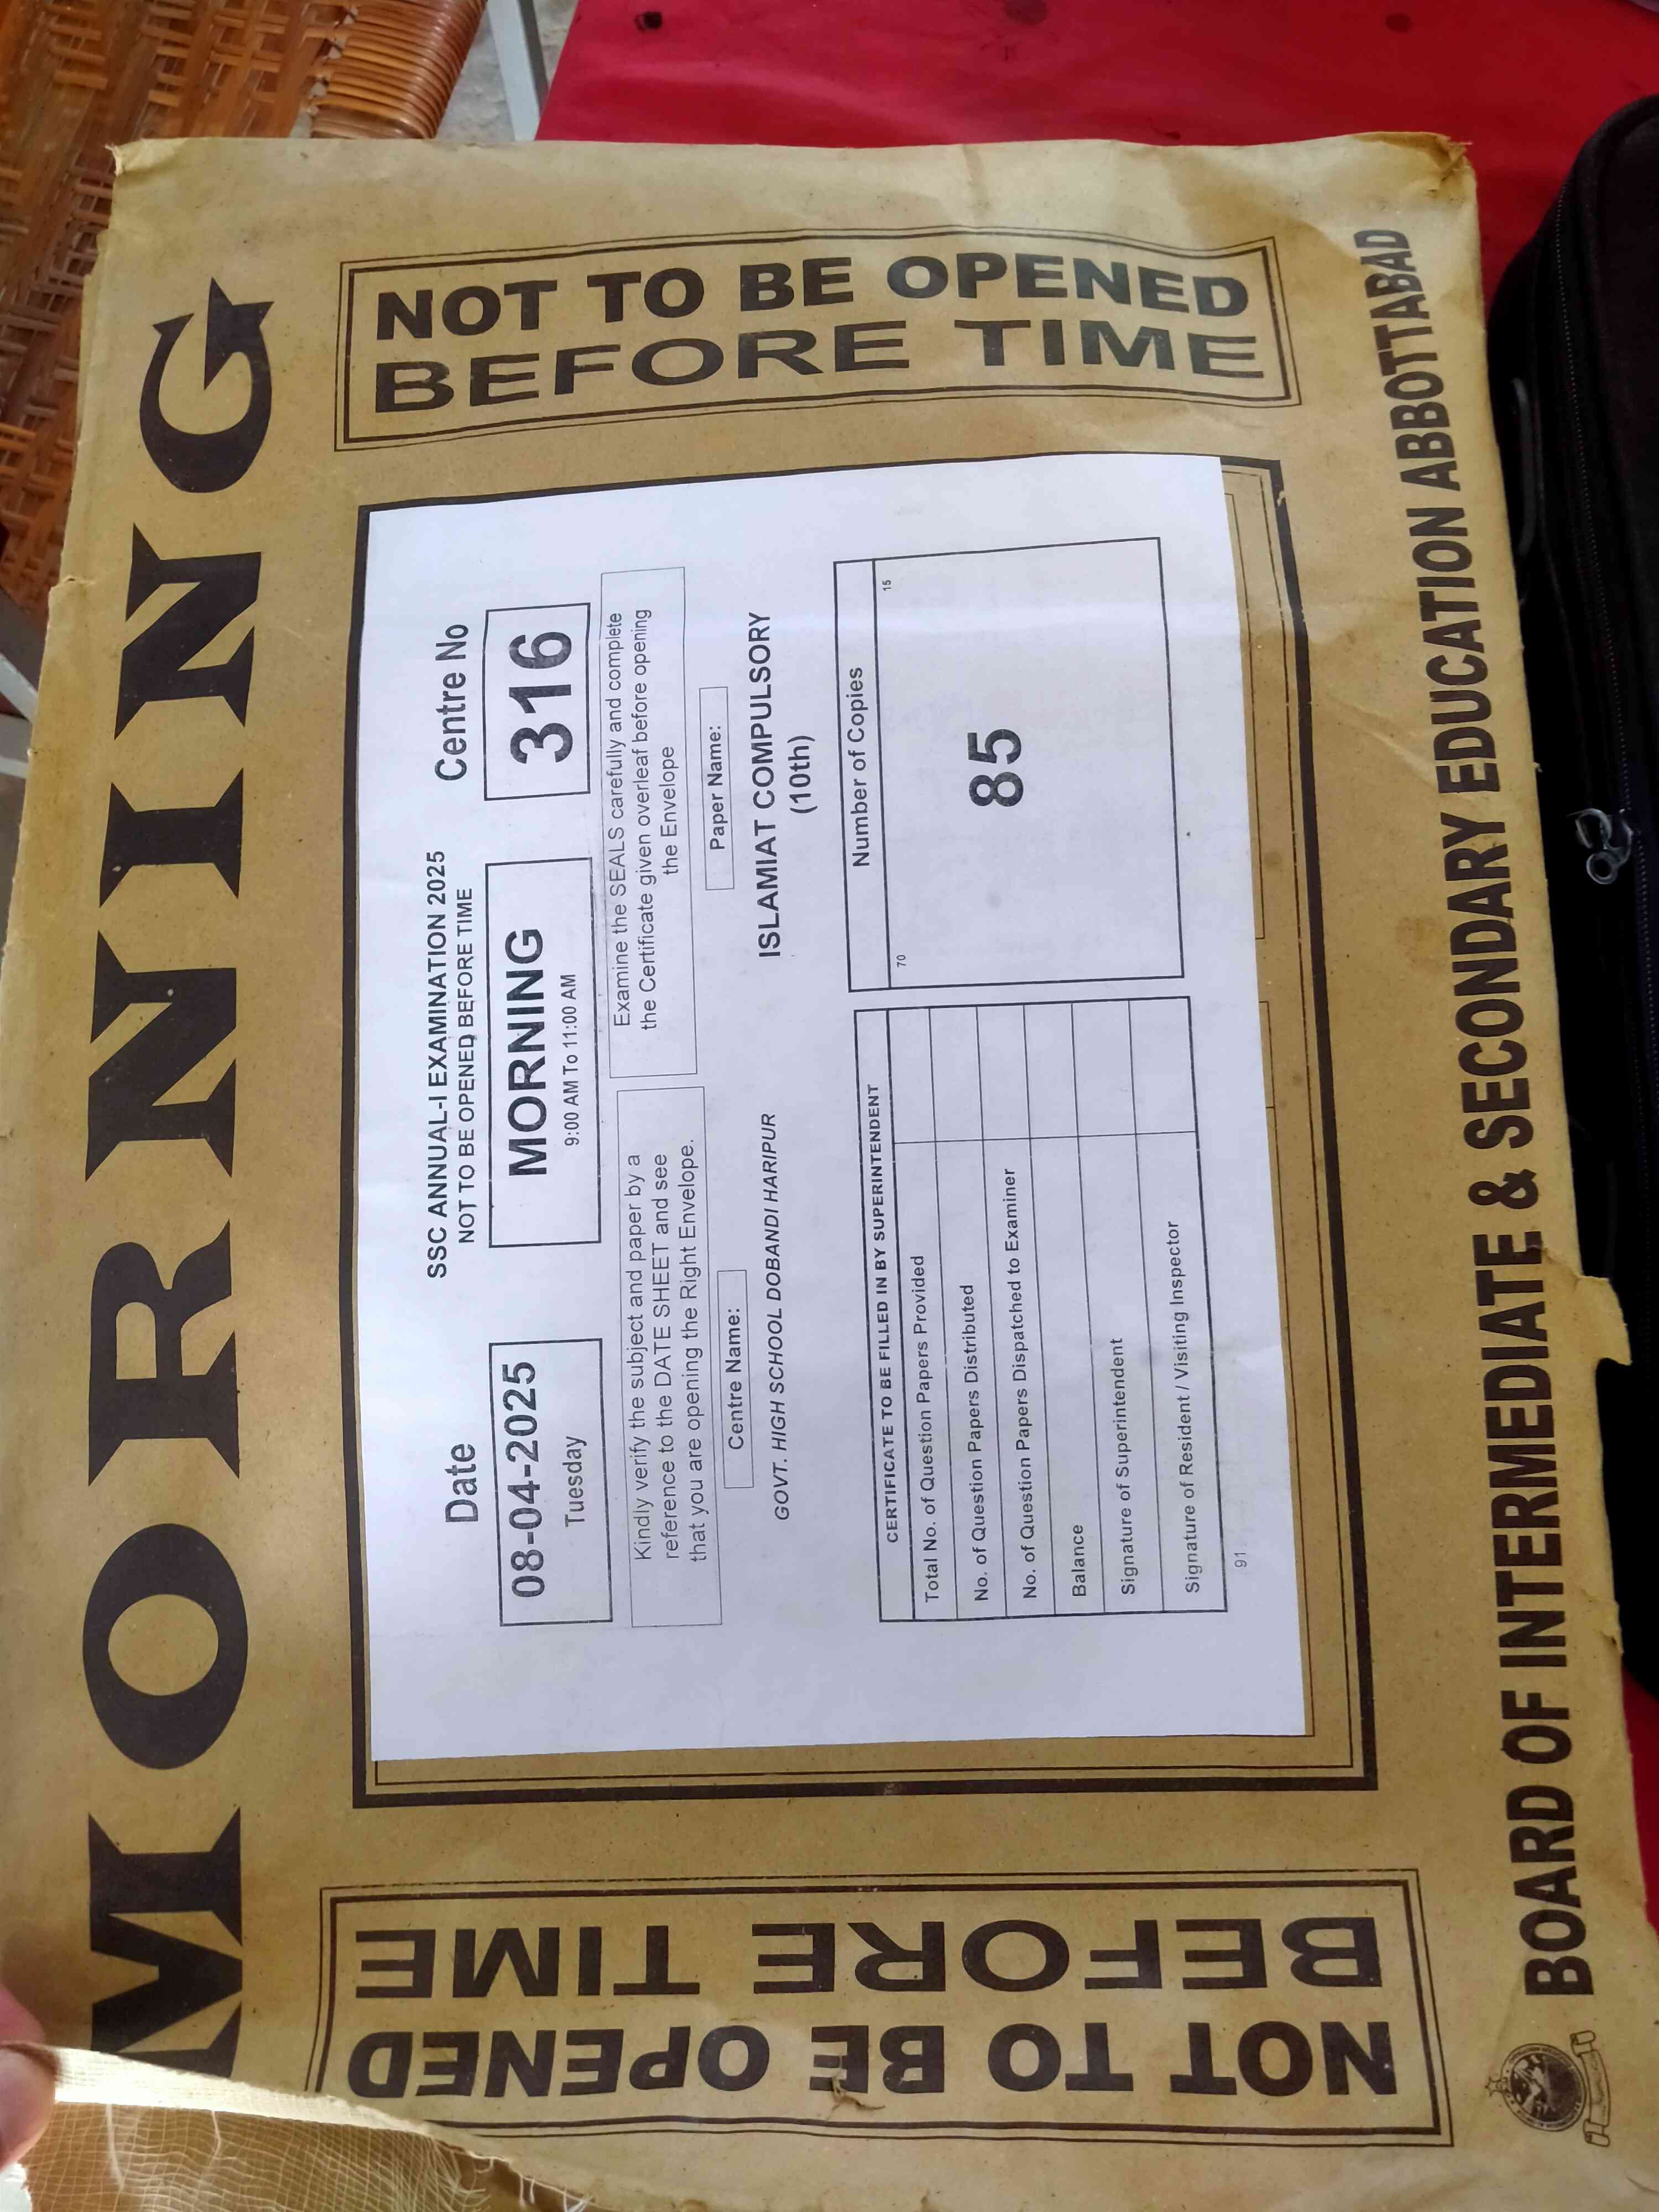 MORNING
NOT TO BE OPENED
BEFORE TIME
SSC ANNUAL-I EXAMINATION 2025
NOT TO BE OPENED BEFORE TIME
Date
08-04-2025
Tuesday
MORNING
9:00 AM To 11:00 AM
Centre No
316
Kindly verify the subject and paper by a
reference to the DATE SHEET and see
that you are opening the Right Envelope.
Examine the SEALS carefully and complete
the Certificate given overleaf before opening
the Envelope
Centre Name:
GOVT. HIGH SCHOOL DOBANDI HARIPUR
Paper Name:
ISLAMIAT COMPULSORY
(10th)
CERTIFICATE TO BE FILLED IN BY SUPERINTENDENT
Total No. of Question Papers Provided
No. of Question Papers Distributed
No. of Question Papers Dispatched to Examiner
Balance
Signature of Superintendent
Signature of Resident / Visiting Inspector
91
Number of Copies
70
15
85
NOT TO BE OPENED
BEFORE TIME
BOARD OF INTERMEDIATE & SECONDARY EDUCATION ABBOTTABAD